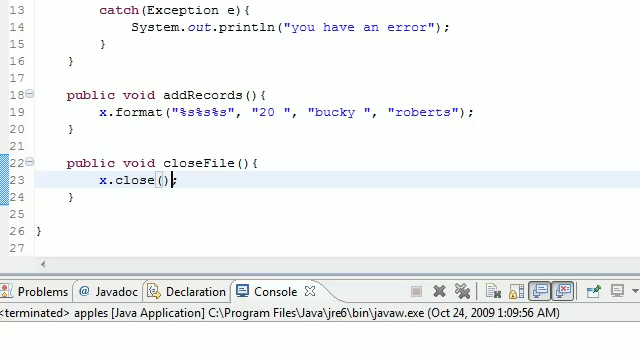 13 catch(Exception e){
14 System.out.println("you have an error");
15 }
16 }
17
18 public void addRecords(){
19 x.format("%s%s%s", "20 ", "bucky ", "roberts");
20 }
21
22 public void closeFile(){
23 x.close();
24 }
25
26 }
27
Problems @ Javadoc Declaration Console
<terminated> apples [Java Application] C:\Program Files\Java\jre6\bin\javaw.exe (Oct 24, 2009 1:09:56 AM)